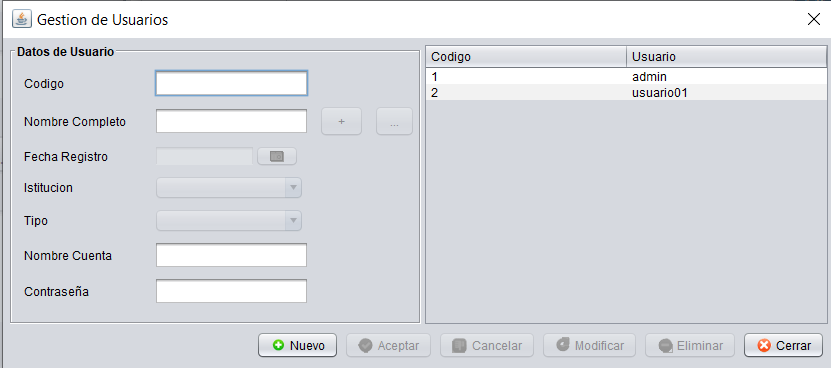 Gestion de Usuarios
Datos de Usuario
Codigo
Nombre Completo
+
...
Fecha Registro
Istitucion
Tipo
Nombre Cuenta
Contraseña
Codigo Usuario
1 admin
2 usuario01
Nuevo Aceptar Cancelar Modificar Eliminar Cerrar